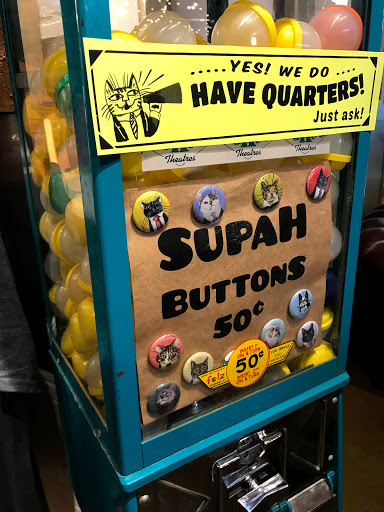 .....YES! WE DO ....
HAVE QUARTERS!
Just ask!
Theatres
Theatres
Theatres
SUPAH
BUTTONS
50¢
50¢